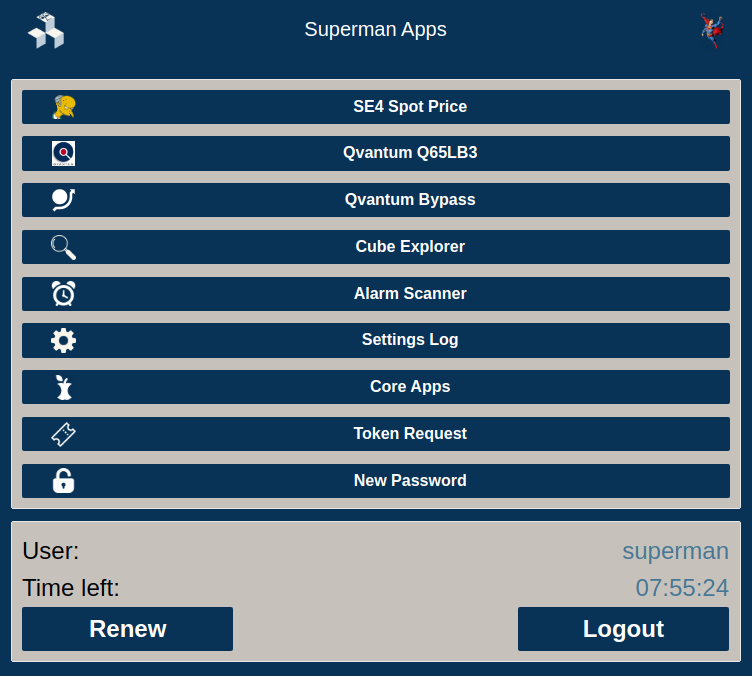 Superman Apps
SE4 Spot Price
Qvantum Q65LB3
Qvantum Bypass
Cube Explorer
Alarm Scanner
Settings Log
Core Apps
Token Request
New Password
User: superman
Time left: 07:55:24
Renew Logout